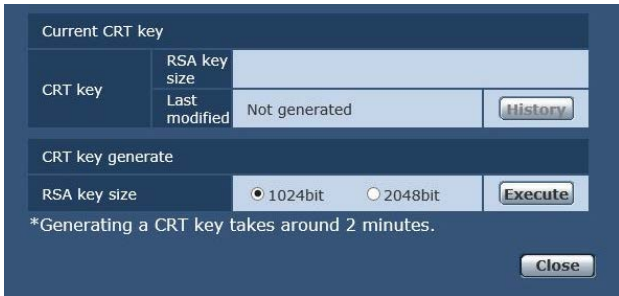 Current CRT key
CRT key
RSA key
size
Last
modified
Not generated
History
CRT key generate
RSA key size
1024bit
2048bit
Execute
*Generating a CRT key takes around 2 minutes.
Close